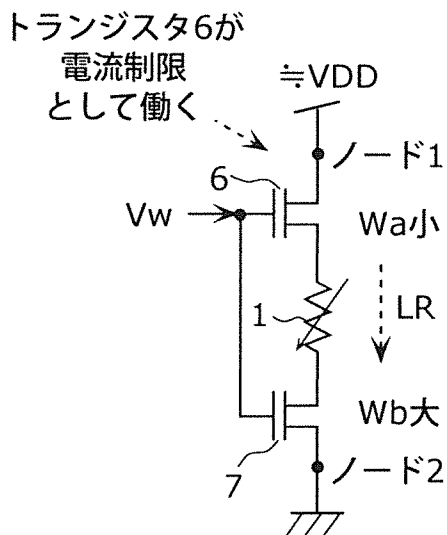 トランジスタ6が
電流制限
として働く
≒VDD
ノード1
6
Vw
Wa小
1
LR
Wb大
7
ノード2